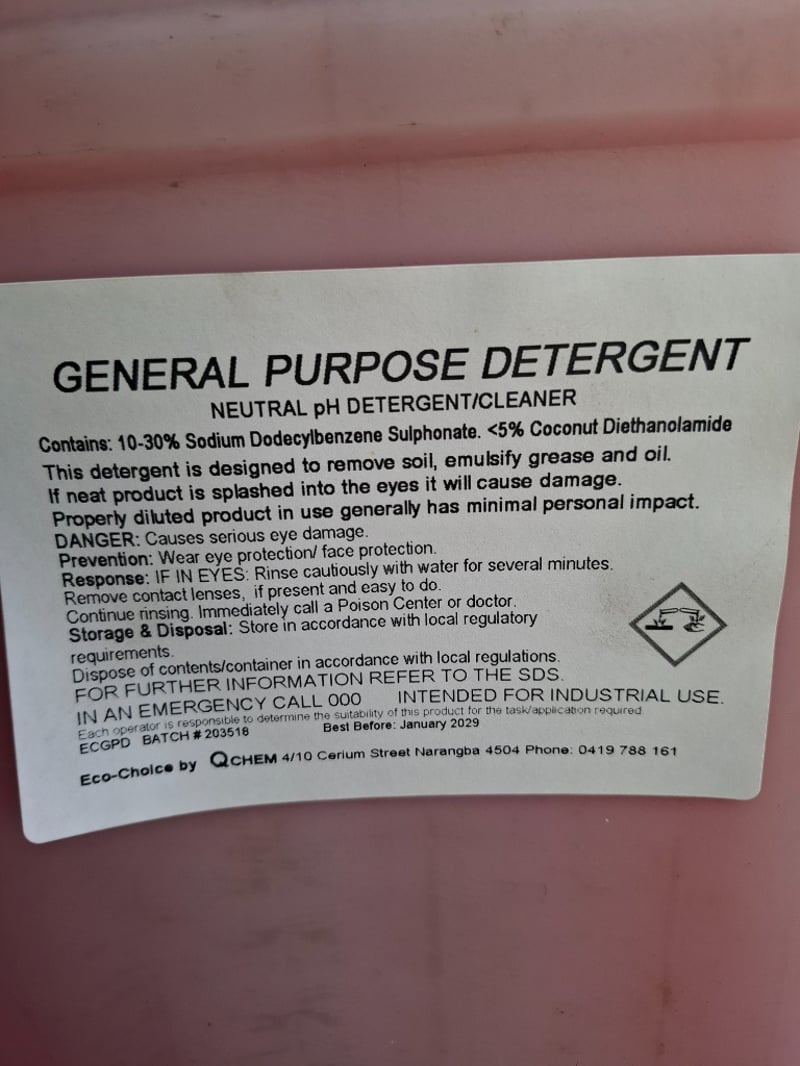 GENERAL PURPOSE DETERGENT
NEUTRAL pH DETERGENT/CLEANER
Contains: 10-30% Sodium Dodecylbenzene Sulphonate. <5% Coconut Diethanolamide
This detergent is designed to remove soil, emulsify grease and oil.
If neat product is splashed into the eyes it will cause damage.
Properly diluted product in use generally has minimal personal impact.
DANGER: Causes serious eye damage.
Prevention: Wear eye protection/ face protection.
Response: IF IN EYES: Rinse cautiously with water for several minutes.
Remove contact lenses, if present and easy to do.
Continue rinsing. Immediately call a Poison Center or doctor.
Storage & Disposal: Store in accordance with local regulatory
requirements.
Dispose of contents/container in accordance with local regulations.
FOR FURTHER INFORMATION REFER TO THE SDS.
IN AN EMERGENCY CALL 000 INTENDED FOR INDUSTRIAL USE.
Each operator is responsible to determine the suitability of this product for the task/application required
ECGPD BATCH # 203518 Best Before: January 2029
Eco-Choice by QCHEM 4/10 Cerium Street Narangba 4504 Phone: 0419 788 161